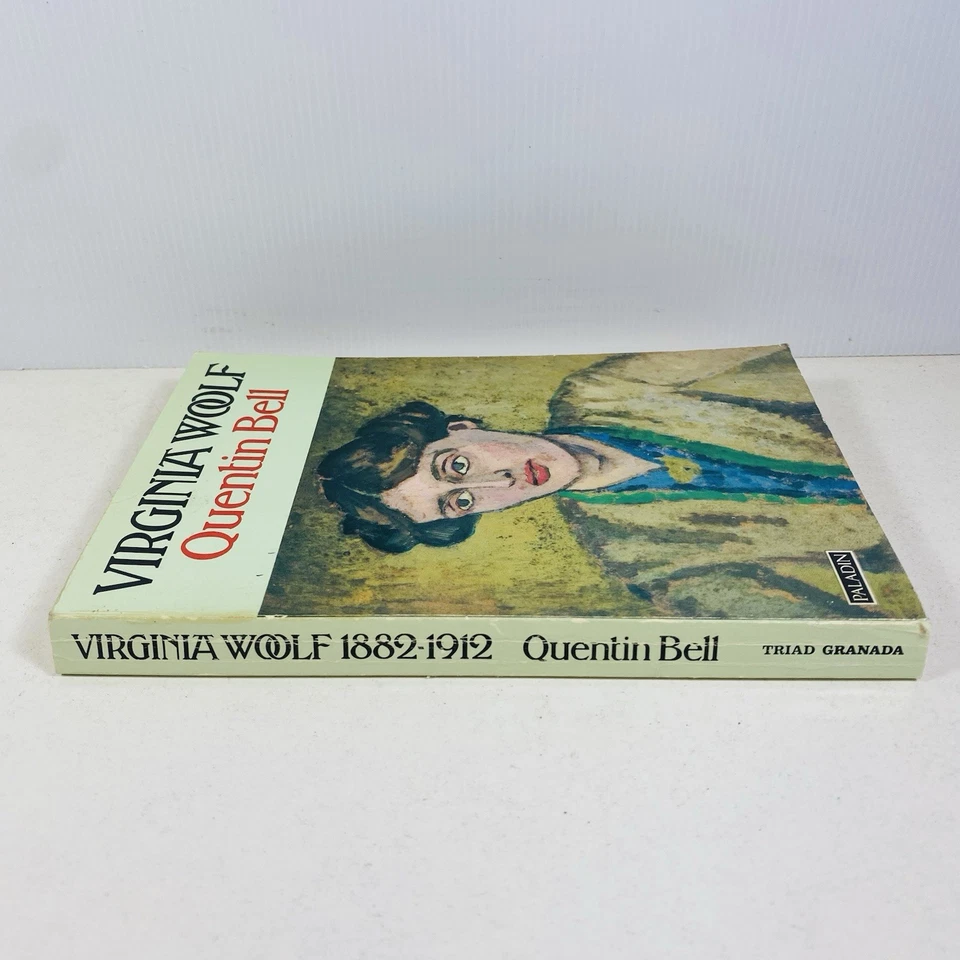 VIRGINIA WOOLF
Quentin Bell
PALADIN
VIRGINIA WOOLF 1882-1912 Quentin Bell TRIAD GRANADA